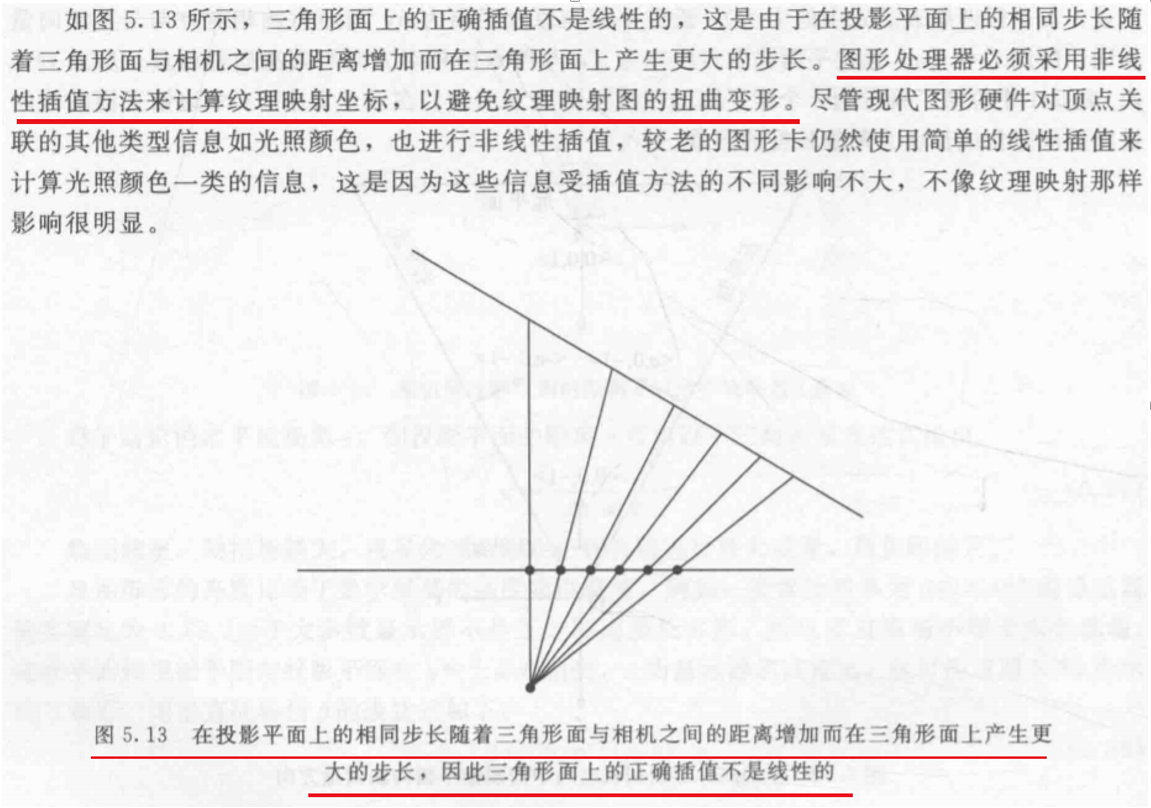 如图 5.13 所示，三角形面上的正确插值不是线性的，这是由于在投影平面上的相同步长随
着三角形面与相机之间的距离增加而在三角形面上产生更大的步长。图形处理器必须采用非线
性插值方法来计算纹理映射坐标，以避免纹理映射图的扭曲变形。尽管现代图形硬件对顶点关
联的其他类型信息如光照颜色，也进行非线性插值，较老的图形卡仍然使用简单的线性插值来
计算光照颜色一类的信息，这是因为这些信息受插值方法的不同影响不大，不像纹理映射那样
影响很明显。
图 5.13 在投影平面上的相同步长随着三角形面与相机之间的距离增加而在三角形面上产生更
大的步长，因此三角形面上的正确插值不是线性的